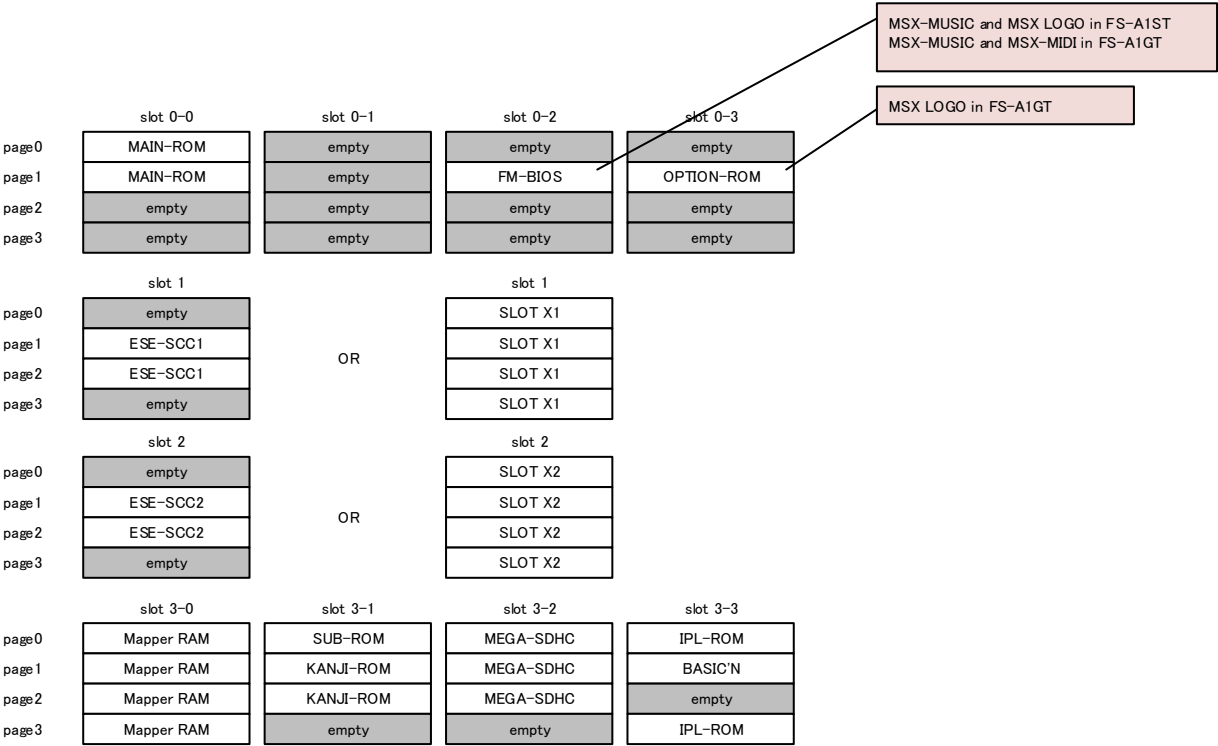 MSX-MUSIC and MSX LOGO in FS-A1ST
MSX-MUSIC and MSX-MIDI in FS-A1GT
MSX LOGO in FS-A1GT
slot 0-0 slot 0-1 slot 0-2 slot 0-3
page0 MAIN-ROM empty empty empty
page1 MAIN-ROM empty FM-BIOS OPTION-ROM
page2 empty empty empty empty
page3 empty empty empty empty
slot 1 slot 1
page0 empty SLOT X1
page1 ESE-SCC1 SLOT X1
OR
page2 ESE-SCC1 SLOT X1
page3 empty SLOT X1
slot 2 slot 2
page0 empty SLOT X2
page1 ESE-SCC2 SLOT X2
OR
page2 ESE-SCC2 SLOT X2
page3 empty SLOT X2
slot 3-0 slot 3-1 slot 3-2 slot 3-3
page0 Mapper RAM SUB-ROM MEGA-SDHC IPL-ROM
page1 Mapper RAM KANJI-ROM MEGA-SDHC BASIC'N
page2 Mapper RAM KANJI-ROM MEGA-SDHC empty
page3 Mapper RAM empty empty IPL-ROM